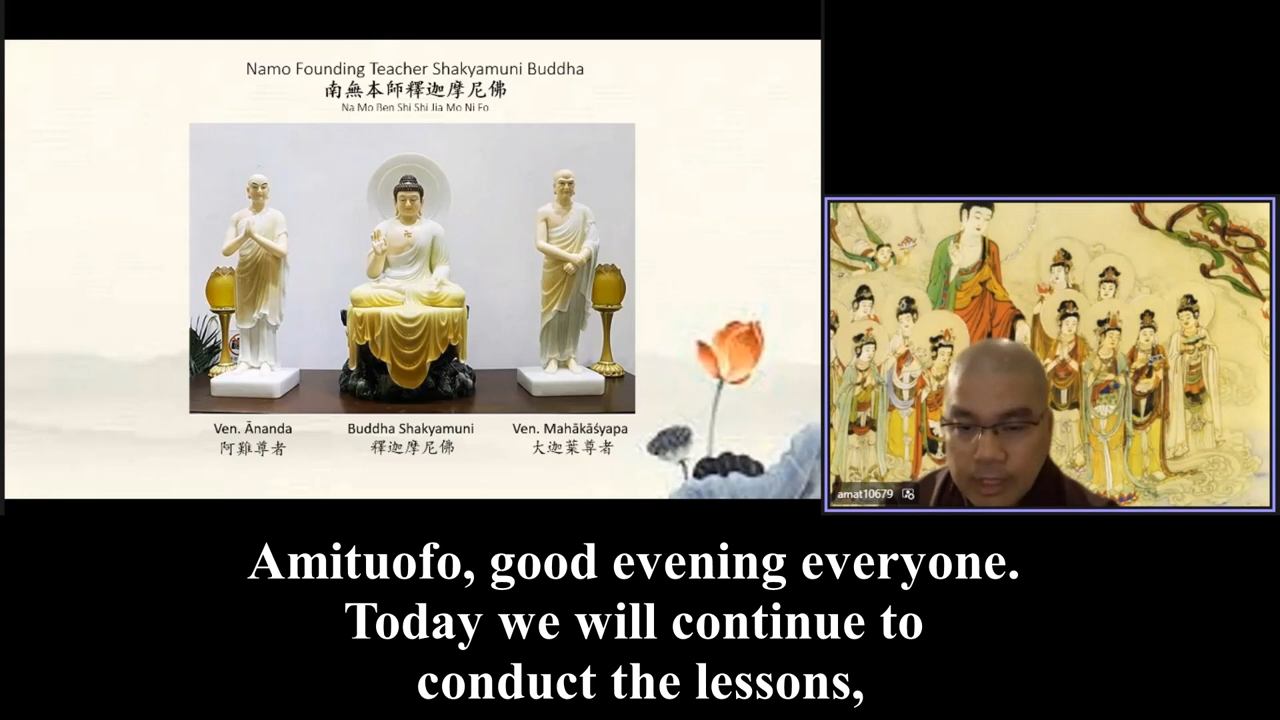 Namo Founding Teacher Shakyamuni Buddha
南無本師釋迦摩尼佛
Na Mo Ben Shi Shi Jia Mo Ni Fo
Ven. Ānanda
阿難尊者
Buddha Shakyamuni
釋迦摩尼佛
Ven. Mahākāśyapa
大迦葉尊者
amat10679
Amituofo, good evening everyone.
Today we will continue to
conduct the lessons,